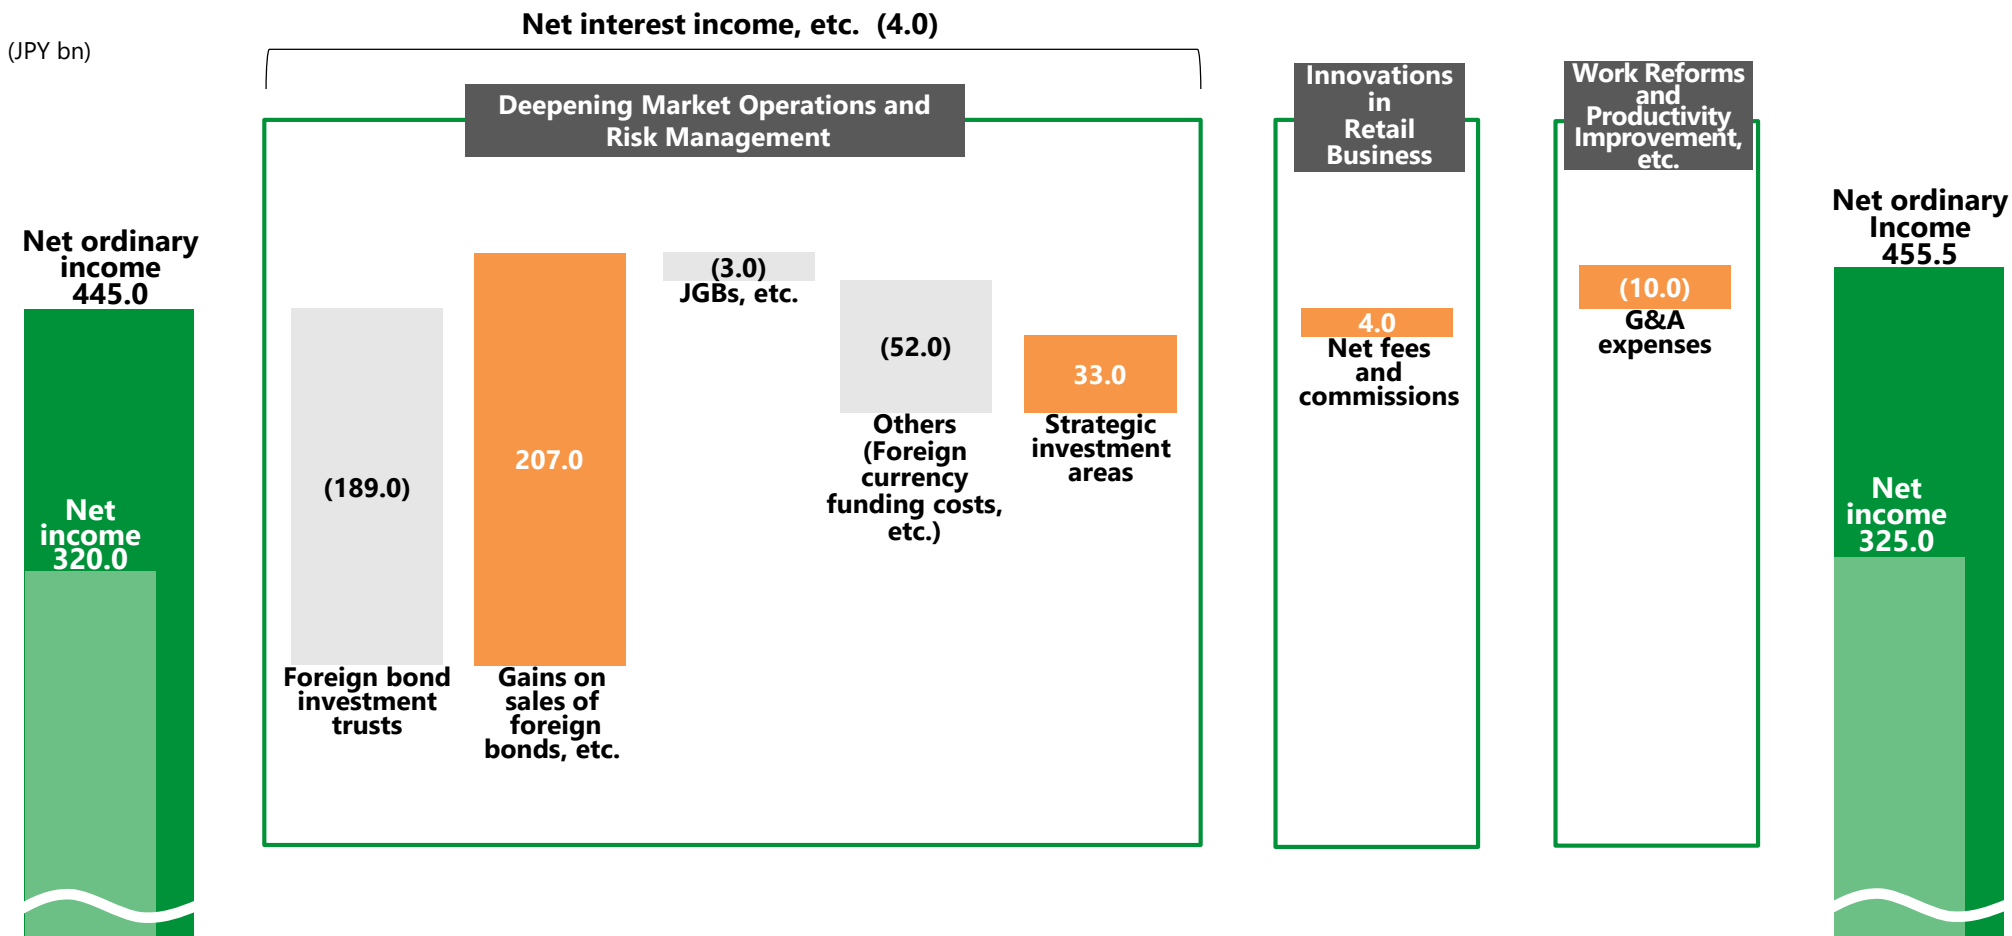 Net interest income, etc. (4.0)
(JPY bn)
Deepening Market Operations and
Risk Management
Innovations
in
Retail
Business
Work Reforms
and
Productivity
Improvement,
etc.
Net ordinary
income
445.0
Net
income
320.0
(189.0)
Foreign bond
investment
trusts
207.0
Gains on
sales of
foreign
bonds, etc.
(3.0)
JGBs, etc.
(52.0)
Others
(Foreign
currency
funding costs,
etc.)
33.0
Strategic
investment
areas
4.0
Net fees
and
commissions
(10.0)
G&A
expenses
Net ordinary
Income
455.5
Net
income
325.0